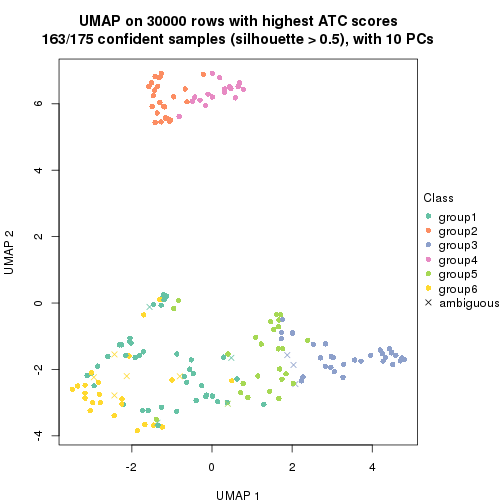 UMAP on 30000 rows with highest ATC scores
163/175 confident samples (silhouette > 0.5), with 10 PCs
6
4
2
0
-2
-4
UMAP 2
-2
0
2
4
UMAP 1
Class
group1
group2
group3
group4
group5
group6
ambiguous